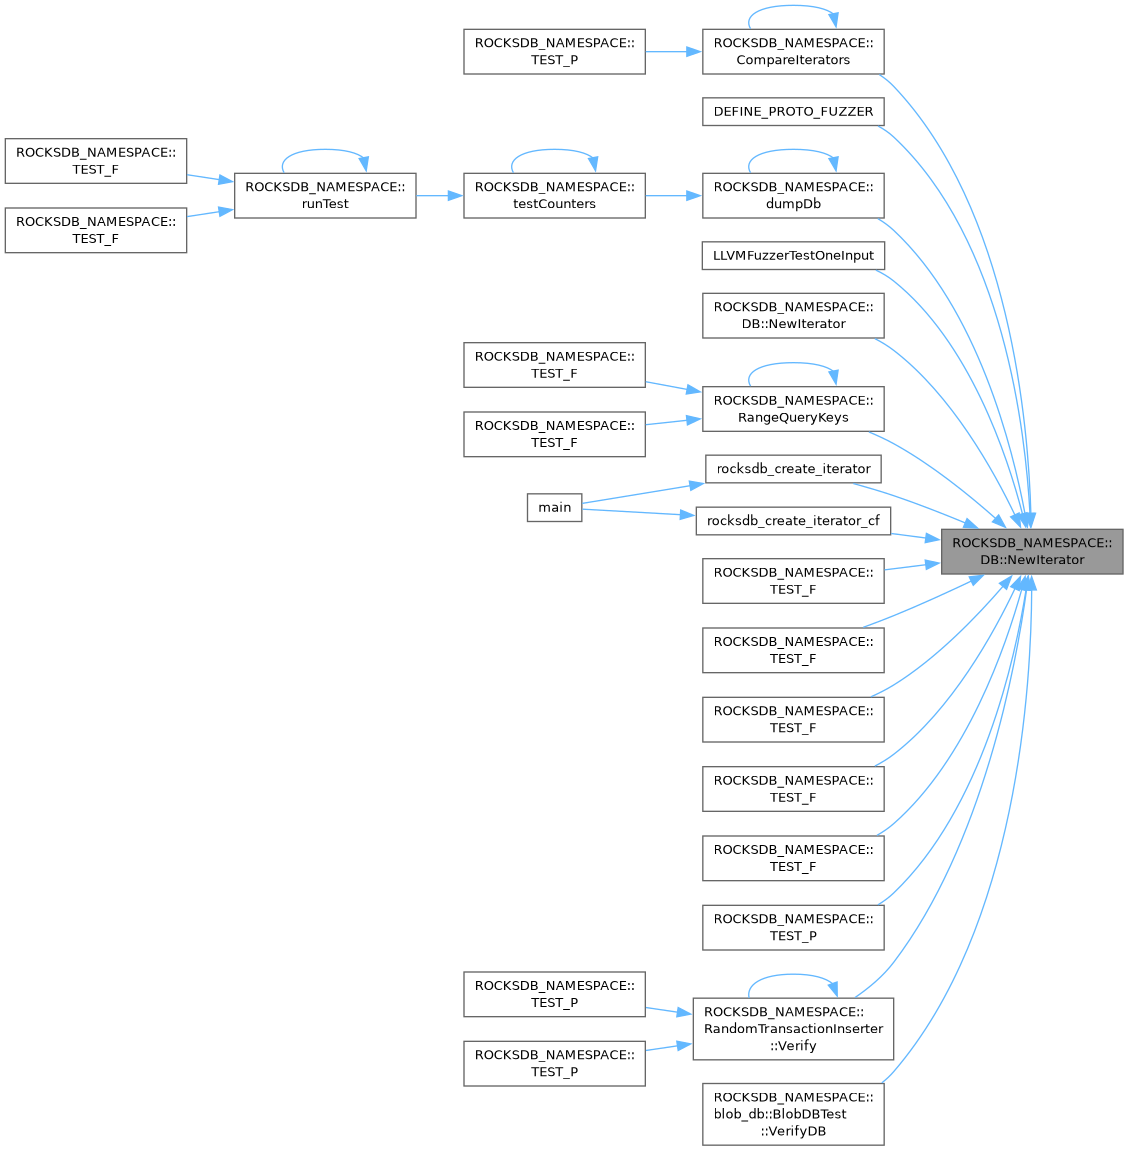 ROCKSDB_NAMESPACE::
TEST_P
ROCKSDB_NAMESPACE::
CompareIterators
DEFINE_PROTO_FUZZER
ROCKSDB_NAMESPACE::
TEST_F
ROCKSDB_NAMESPACE::
TEST_F
ROCKSDB_NAMESPACE::
runTest
ROCKSDB_NAMESPACE::
testCounters
ROCKSDB_NAMESPACE::
dumpDb
LLVMFuzzerTestOneInput
ROCKSDB_NAMESPACE::
DB::NewIterator
ROCKSDB_NAMESPACE::
TEST_F
ROCKSDB_NAMESPACE::
TEST_F
ROCKSDB_NAMESPACE::
RangeQueryKeys
rocksdb_create_iterator
main
rocksdb_create_iterator_cf
ROCKSDB_NAMESPACE::
DB::NewIterator
ROCKSDB_NAMESPACE::
TEST_F
ROCKSDB_NAMESPACE::
TEST_F
ROCKSDB_NAMESPACE::
TEST_F
ROCKSDB_NAMESPACE::
TEST_F
ROCKSDB_NAMESPACE::
TEST_F
ROCKSDB_NAMESPACE::
TEST_P
ROCKSDB_NAMESPACE::
TEST_P
ROCKSDB_NAMESPACE::
TEST_P
ROCKSDB_NAMESPACE::
RandomTransactionInserter
::Verify
ROCKSDB_NAMESPACE::
blob_db::BlobDBTest
::VerifyDB